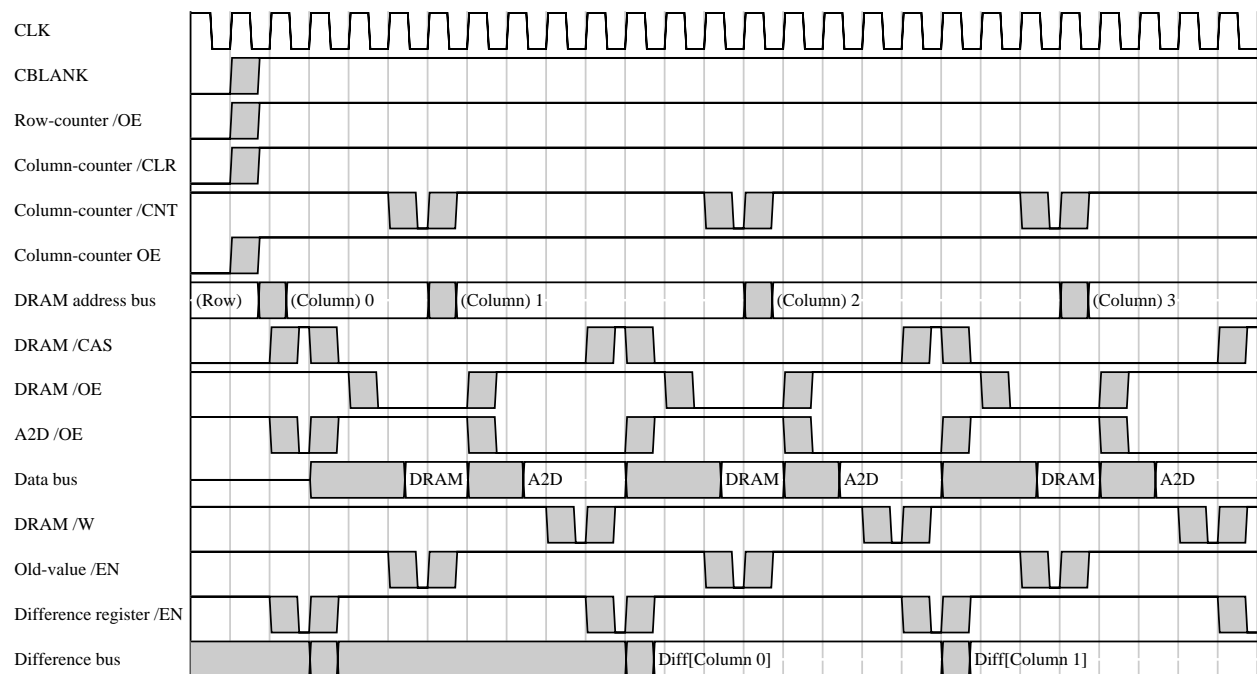 CLK
CBLANK
Row-counter /OE
Column-counter /CLR
Column-counter /CNT
Column-counter OE
DRAM address bus (Row) (Column) 0 (Column) 1 (Column) 2 (Column) 3
DRAM /CAS
DRAM /OE
A2D /OE
Data bus DRAM A2D DRAM A2D DRAM A2D
DRAM /W
Old-value /EN
Difference register /EN
Difference bus Diff[Column 0] Diff[Column 1]